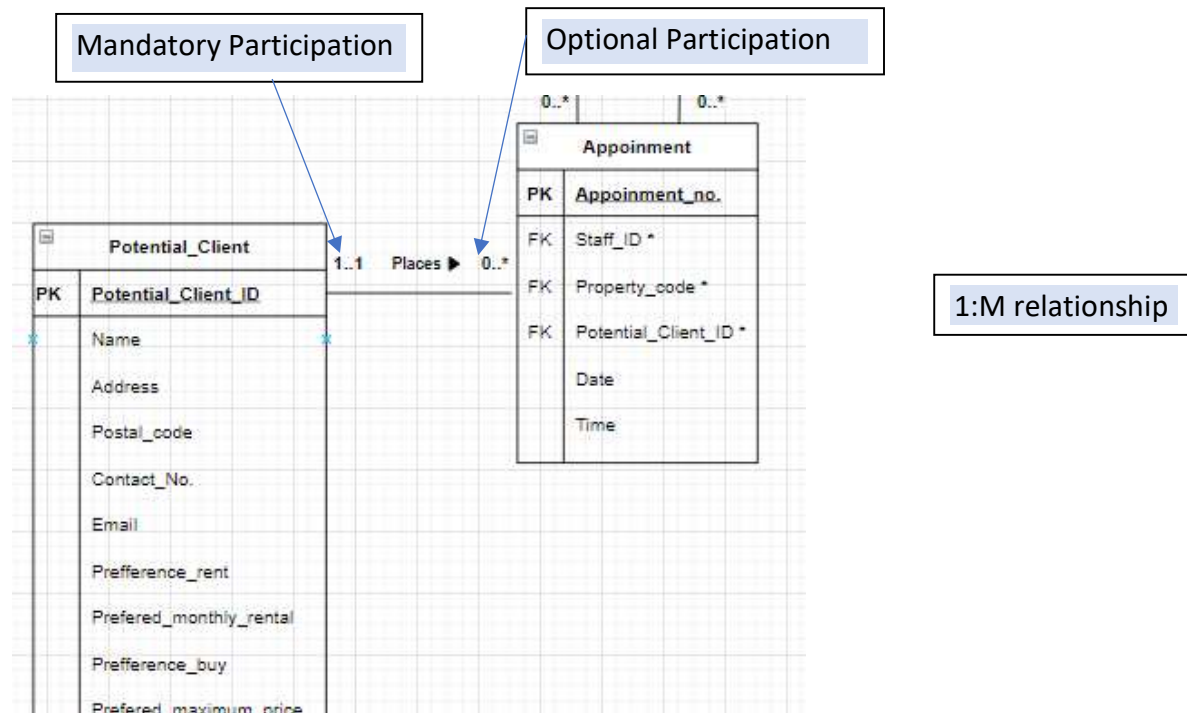 Mandatory Participation
Optional Participation
0..*
0..*
Appoinment
PK Appoinment_no.
FK Staff_ID *
FK Property_code *
FK Potential_Client_ID *
Date
Time
Potential_Client
1..1 Places ▶ 0..*
PK Potential_Client_ID
Name
Address
Postal_code
Contact_No.
Email
Prefference_rent
Prefered_monthly_rental
Prefference_buy
Prefered_maximum_price
1:M relationship